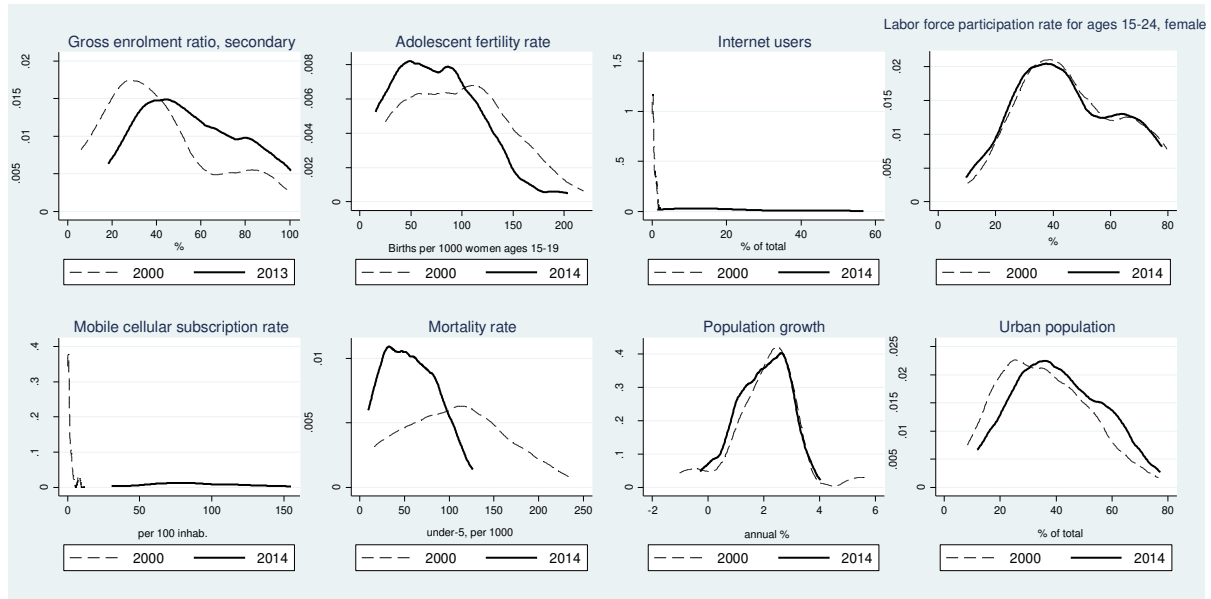 Gross enrolment ratio, secondary
.02
.015
.01
.005
0
0 20 40 60 80 100
%
2000 2013
Adolescent fertility rate
.008
.006
.004
.002
0
0 50 100 150 200
Births per 1000 women ages 15-19
2000 2014
Internet users
1.5
1
.5
0
0 20 40 60
% of total
2000 2014
Labor force participation rate for ages 15-24, female
.02
.015
.01
.005
0
0 20 40 60 80
%
2000 2014
Mobile cellular subscription rate
.4
.3
.2
.1
0
0 50 100 150
per 100 inhab.
2000 2014
Mortality rate
.01
.005
0
0 50 100 150 200 250
under-5, per 1000
2000 2014
Population growth
.4
.3
.2
.1
0
-2 0 2 4 6
annual %
2000 2014
Urban population
.025
.02
.015
.01
.005
0
0 20 40 60 80
% of total
2000 2014